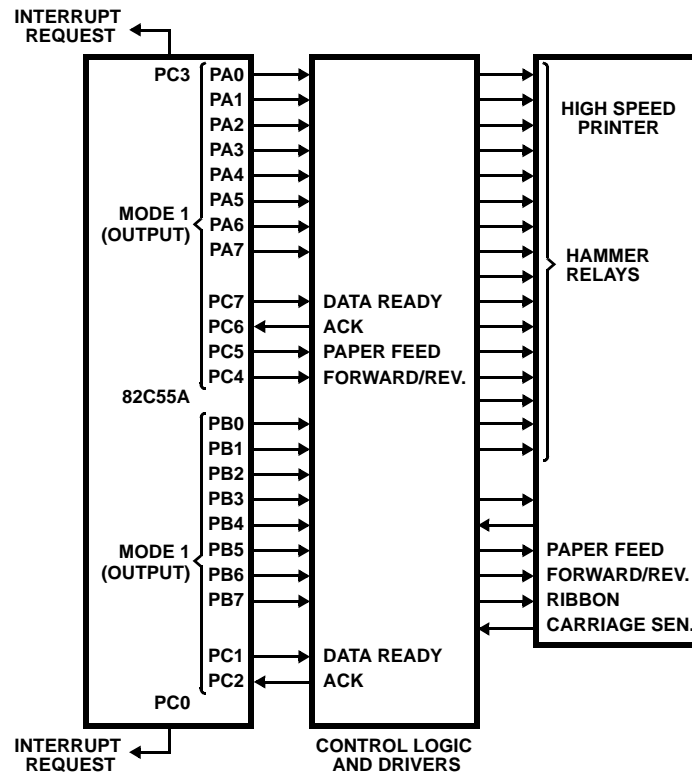 INTERRUPT
REQUEST
PC3
PA0
PA1
PA2
PA3
PA4
PA5
PA6
PA7
MODE 1
(OUTPUT)
PC7
PC6
PC5
PC4
DATA READY
ACK
PAPER FEED
FORWARD/REV.
82C55A
PB0
PB1
PB2
PB3
PB4
PB5
PB6
PB7
MODE 1
(OUTPUT)
PC1
PC2
DATA READY
ACK
PC0
INTERRUPT
REQUEST
CONTROL LOGIC
AND DRIVERS
HIGH SPEED
PRINTER
HAMMER
RELAYS
PAPER FEED
FORWARD/REV.
RIBBON
CARRIAGE SEN.